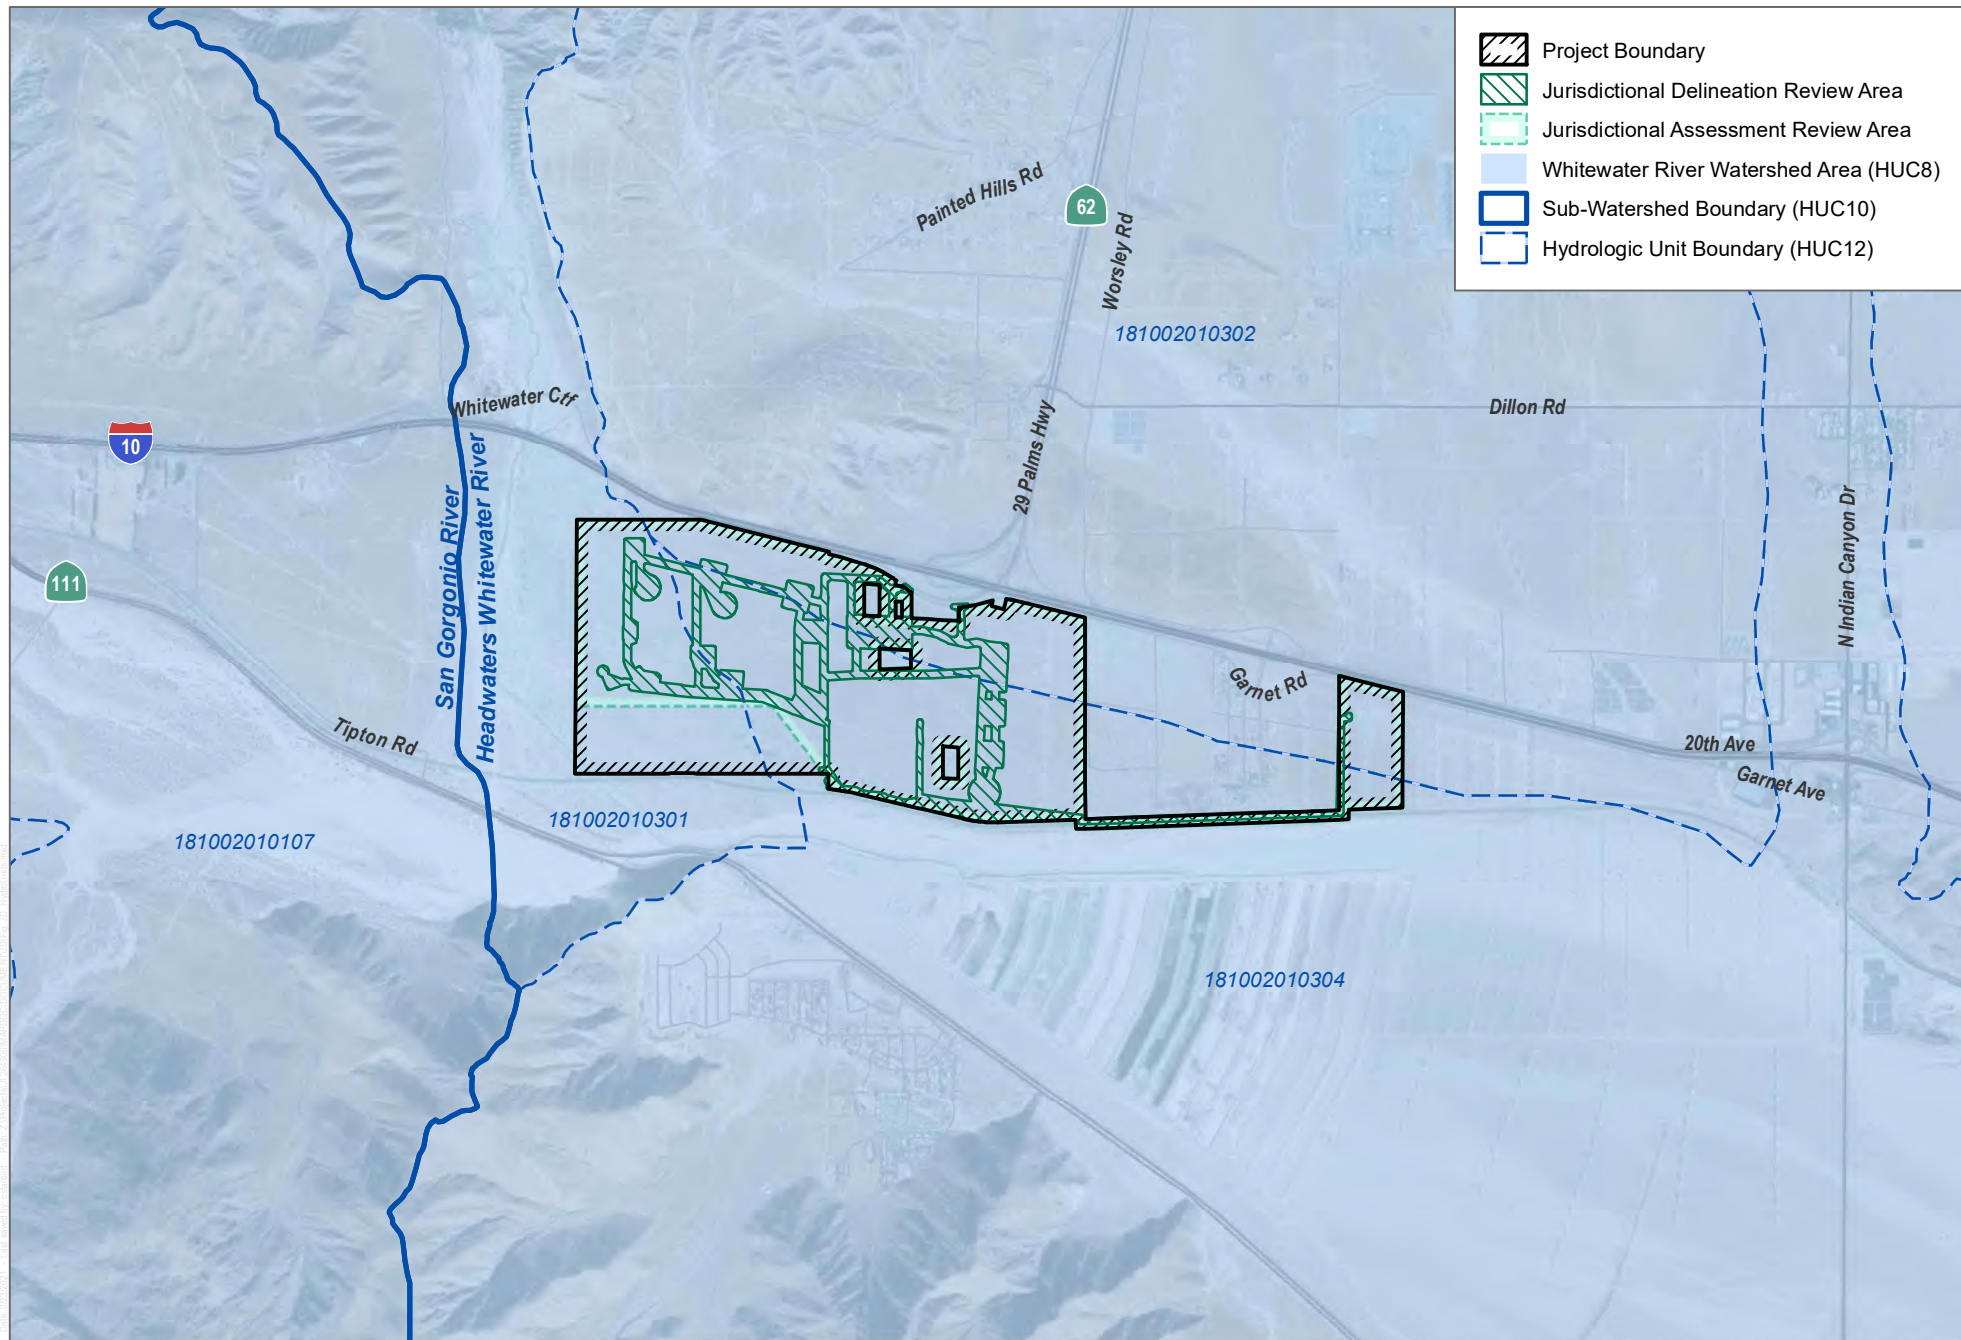 Project Boundary
Jurisdictional Delineation Review Area
Jurisdictional Assessment Review Area
Whitewater River Watershed Area (HUC8)
Sub-Watershed Boundary (HUC10)
Hydrologic Unit Boundary (HUC12)
Painted Hills Rd
62
Worsley Rd
181002010302
Whitewater Ctf
Dillon Rd
10
29 Palms Hwy
San Gorgonio River
Headwaters Whitewater River
N Indian Canyon Dr
111
Garnet Rd
Tipton Rd
20th Ave
Garnet Ave
181002010301
181002010107
181002010304